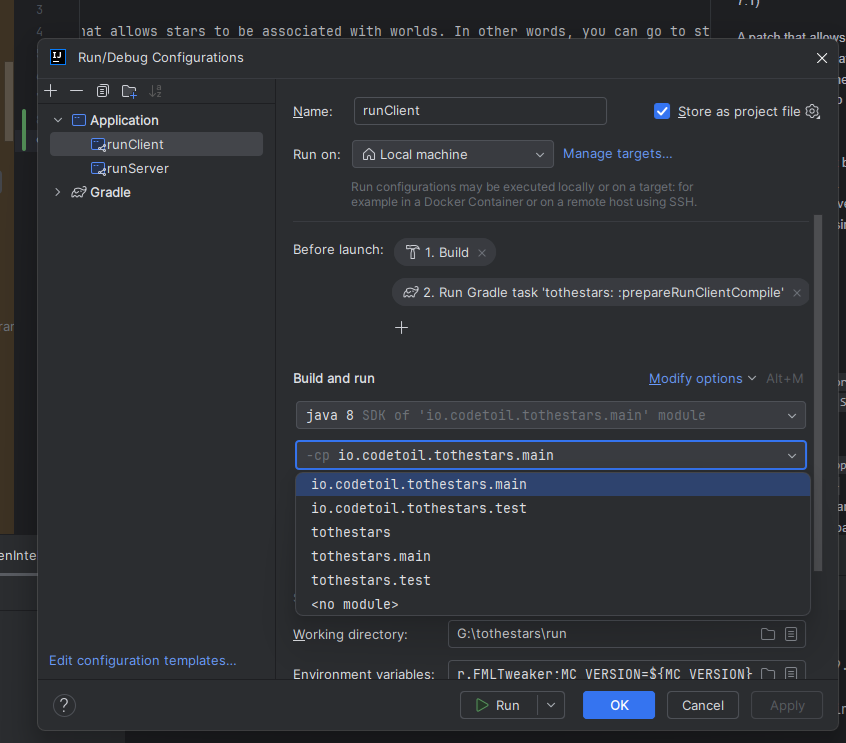 3
4
hat allows stars to be associated with worlds. In other words, you can go to st
7.1)
A patch that allows
Run/Debug Configurations
Application
runClient
runServer
Gradle
Name:
runClient
Store as project file
Run on:
Local machine
Manage targets...
Run configurations may be executed locally or on a target: for
example in a Docker Container or on a remote host using SSH.
Before launch:
1. Build
2. Run Gradle task 'tothestars: :prepareRunClientCompile'
Build and run
Modify options
Alt+M
java 8 SDK of 'io.codetoil.tothestars.main' module
-cp io.codetoil.tothestars.main
io.codetoil.tothestars.main
io.codetoil.tothestars.test
tothestars
tothestars.main
tothestars.test
<no module>
Working directory:
G:\tothestars\run
Environment variables:
r.FMLTweaker;MC_VERSION=${MC_VERSION}
Edit configuration templates...
?
Run
OK
Cancel
Apply